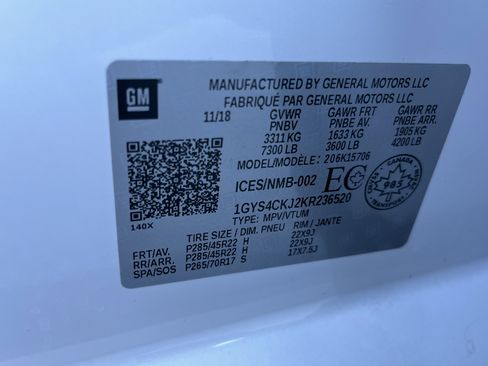 GM
MANUFACTURED BY GENERAL MOTORS LLC
FABRIQUÉ PAR GENERAL MOTORS LLC
11/18 GVWR GAWR FRT GAWR RR
PNBV PNBE AV. PNBE ARR.
3311 KG 1633 KG 1905 KG
7300 LB 3600 LB 4200 LB
MODEL/MODÈLE: 206K15706
ICES/NMB-002 EC
CANADA
985
1GYS4CKJ2KR236520
140X
TYPE: MPV/VTUM
TIRE SIZE / DIM. PNEU RIM / JANTE
FRT/AV. P285/45R22 H 22X9J
RR/ARR. P285/45R22 H 22X9J
SPA/SOS P265/70R17 S 17X7.5J